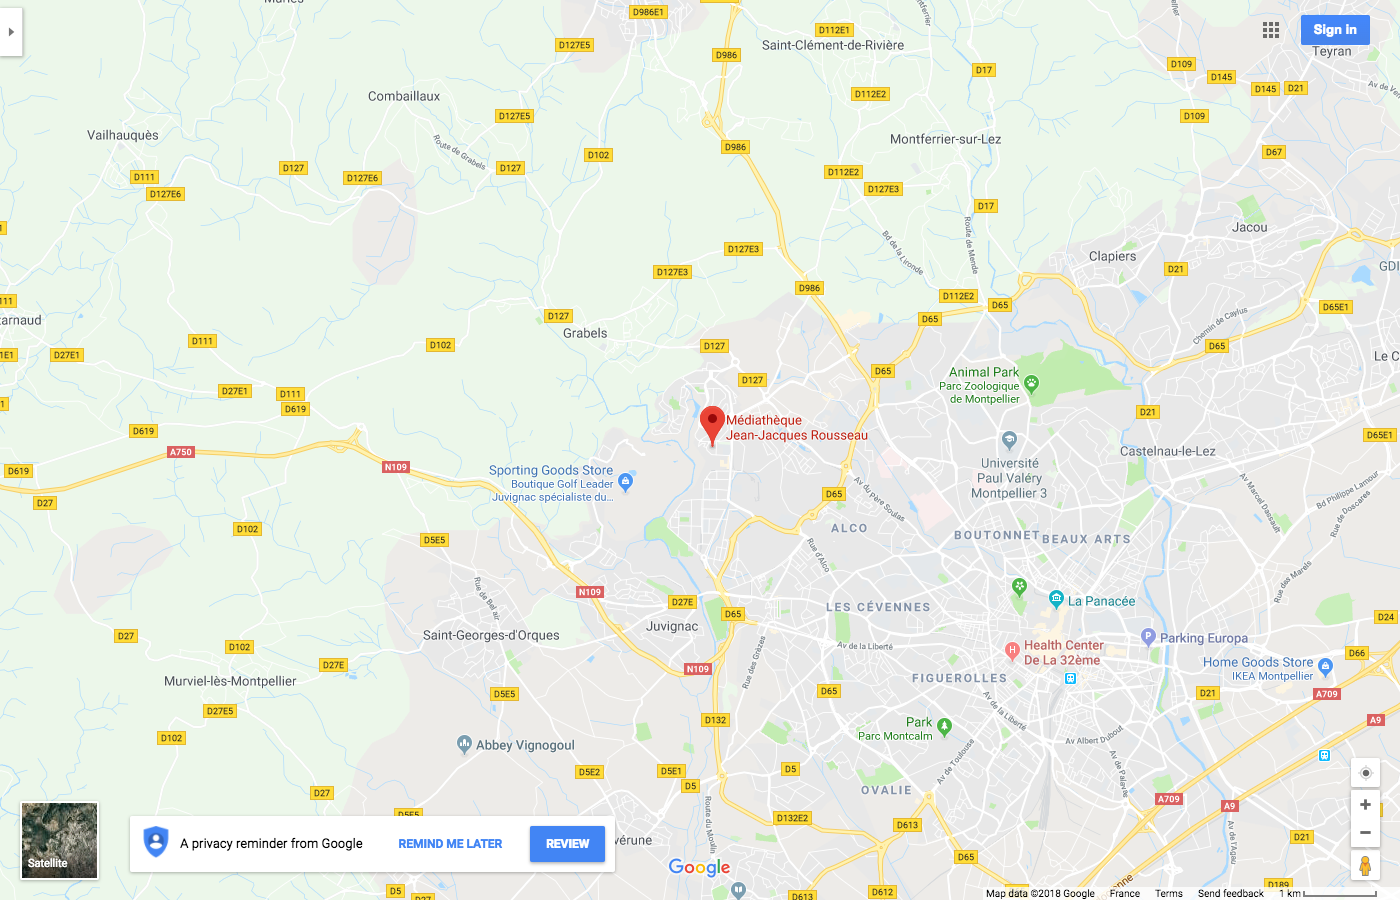 Marles
D986E1
D112E1
Sign in
D127E5
Saint-Clément-de-Rivière
D986
Teyran
D17
D109
D145
D145
D21
Combaillaux
D112E2
D127E5
D109
Vailhauquès
Route de Grabels
Montferrier-sur-Lez
D986
D102
D67
D127
D127
D111
D127E6
D127E6
D112E2
D127E3
D17
Route de Mende
Bd de la Lironde
Jacou
D127E3
Clapiers
D21
GDI
D127E3
D986
D112E2
D65
D65E1
111
D127
D65
Chemin de Caylus
zarnaud
Grabels
D111
D102
D127
D65
1E1
D27E1
Le C
Animal Park
Parc Zoologique
de Montpellier
D65
D127
D27E1
D111
D619
D21
Médiathèque
Jean-Jacques Rousseau
D619
D65E1
A750
N109
Castelnau-le-Lez
D619
Sporting Goods Store
Boutique Golf Leader
Juvignac spécialiste du...
Université
Paul Valéry
Montpellier 3
D27
D65
Av du Père Soulas
Av Marcel Dassault
Bd Philippe Lamour
Rue de Doscares
D102
D5E5
ALCO
BOUTONNET
BEAUX ARTS
Rue d'Alco
Rue des Marels
N109
Rue de Bel air
D27E
D65
LES CÉVENNES
La Panacée
D24
D27
Saint-Georges-d'Orques
Juvignac
Parking Europa
D102
Av de la Liberté
Health Center
De La 32ème
D66
D27E
N109
Rue des Grèzes
Home Goods Store
IKEA Montpellier
Murviel-lès-Montpellier
FIGUEROLLES
D5E5
D65
D21
A709
D27E5
Av de la Liberté
D132
A9
Park
Parc Montcalm
D102
Abbey Vignogoul
Av Albert Dubout
D5E2
D5E1
D5
D5
Av de Toulouse
Av de Palavas
OVALIE
D27
A709
A9
D5E5
Route du Moulin
D132E2
D613
D21
Satellite
A privacy reminder from Google
REMIND ME LATER
REVIEW
vérune
D65
Av de l'Agau
Google
D5
D27
D613
D612
D189
Map data ©2018 Google
France
Terms
Send feedback
1 km